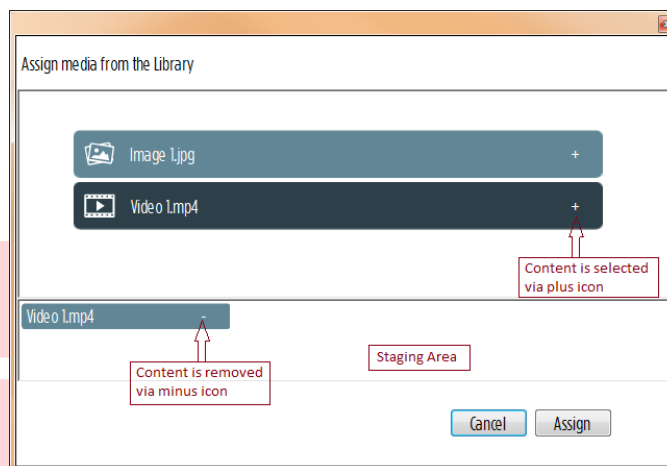 Assign media from the Library
Image 1.jpg +
Video 1.mp4 +
Content is selected
via plus icon
Video 1.mp4 -
Staging Area
Content is removed
via minus icon
Cancel Assign